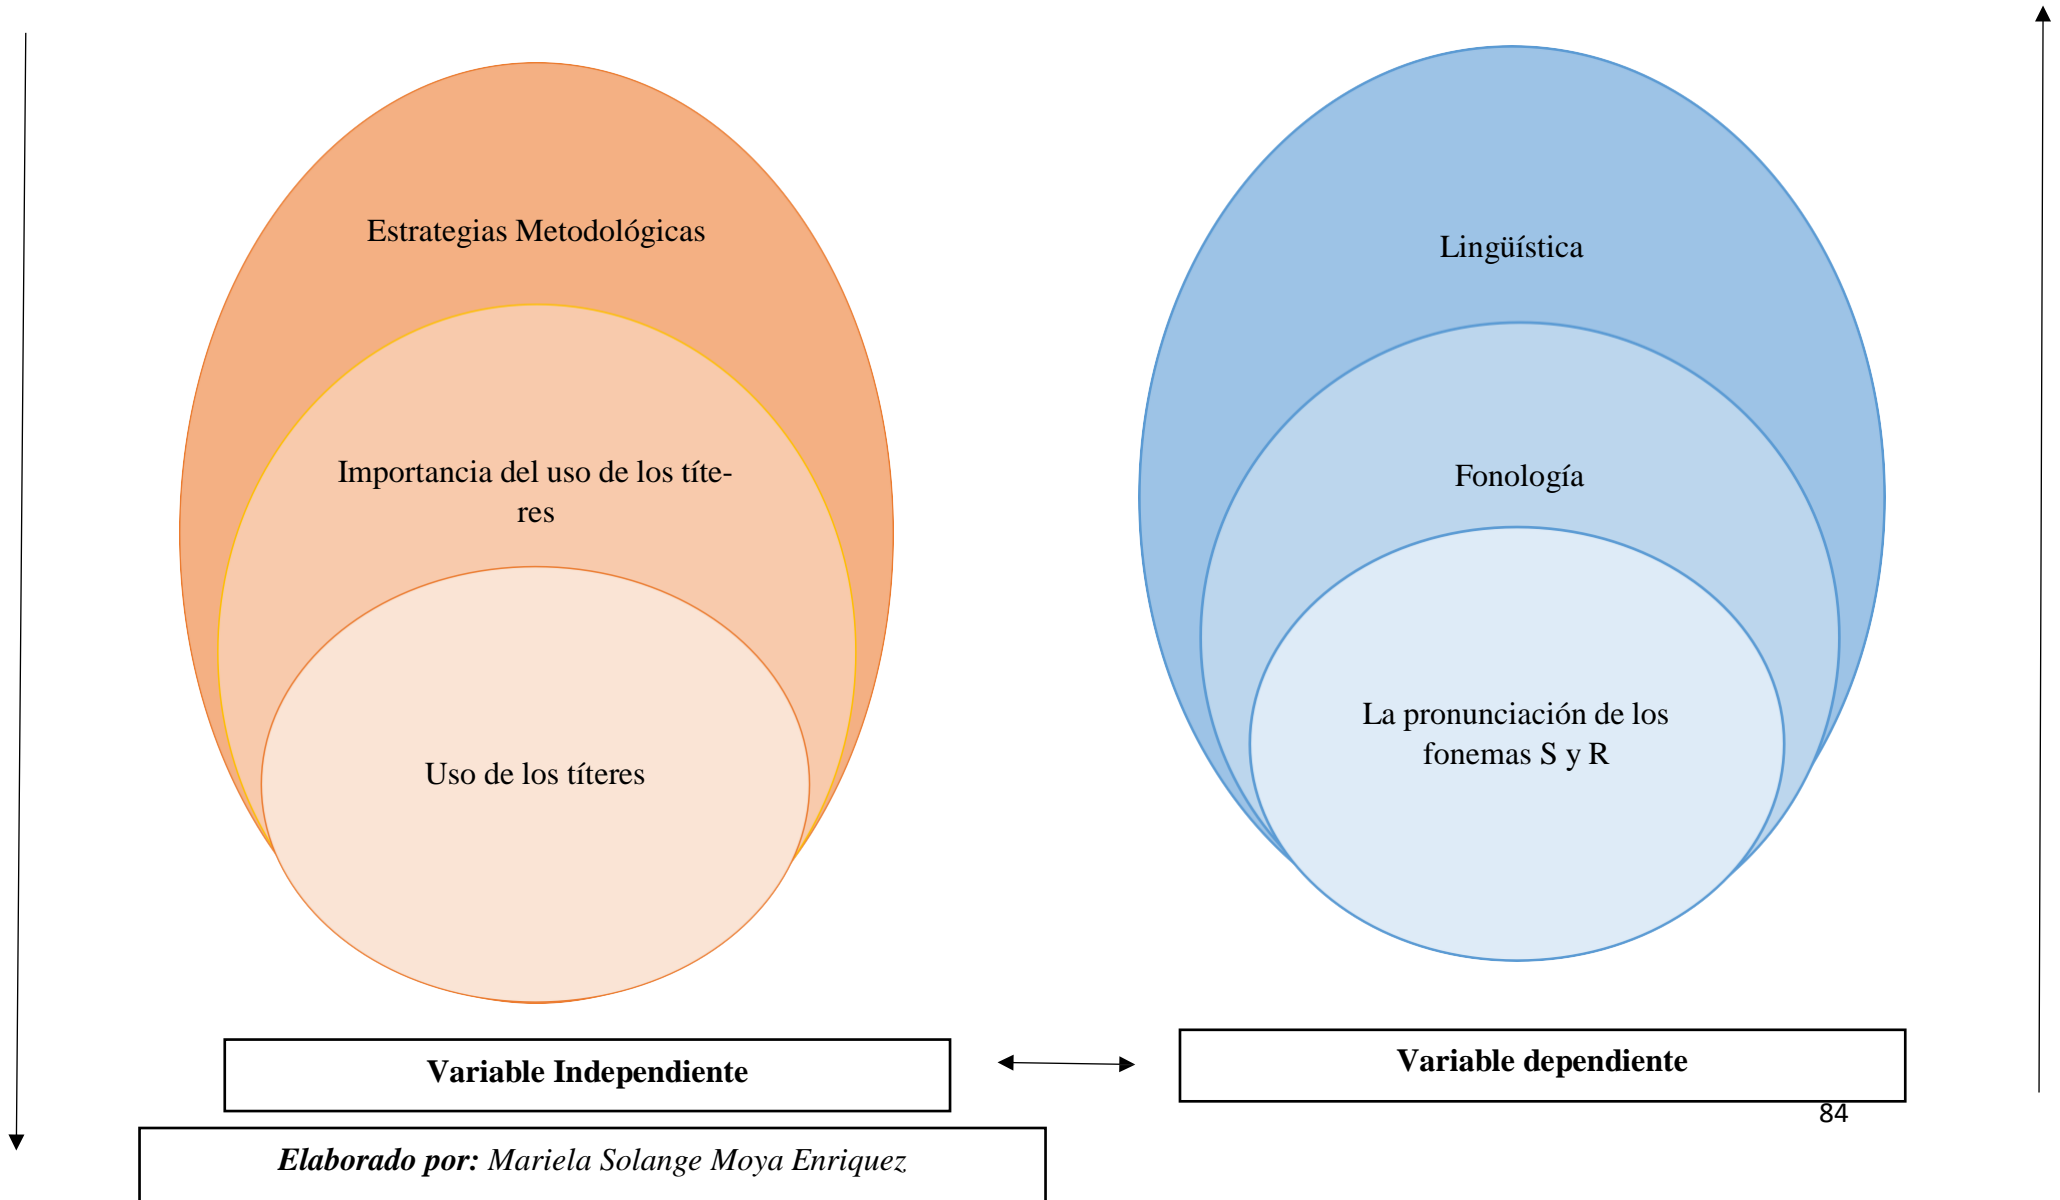 Estrategias Metodológicas
Importancia del uso de los títe-
res
Uso de los títeres
Lingüística
Fonología
La pronunciación de los
fonemas S y R
Variable Independiente
Variable dependiente
84
Elaborado por: Mariela Solange Moya Enriquez